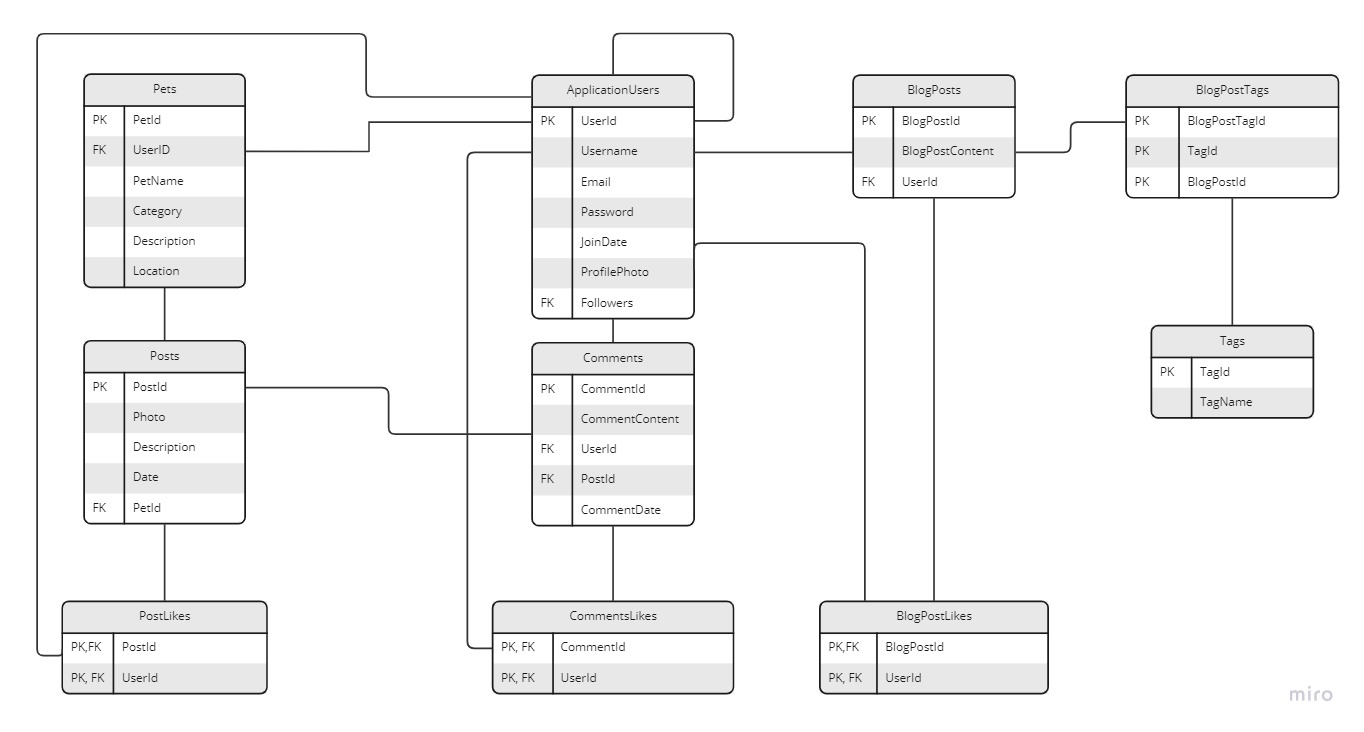 Pets
PK PetId
FK UserID
PetName
Category
Description
Location
ApplicationUsers
PK UserId
Username
Email
Password
JoinDate
ProfilePhoto
FK Followers
BlogPosts
PK BlogPostId
BlogPostContent
FK UserId
BlogPostTags
PK BlogPostTagId
PK TagId
PK BlogPostId
Posts
PK PostId
Photo
Description
Date
FK PetId
Comments
PK CommentId
CommentContent
FK UserId
FK PostId
CommentDate
Tags
PK TagId
TagName
PostLikes
PK,FK PostId
PK, FK UserId
CommentsLikes
PK, FK CommentId
PK, FK UserId
BlogPostLikes
PK,FK BlogPostId
PK, FK UserId
miro